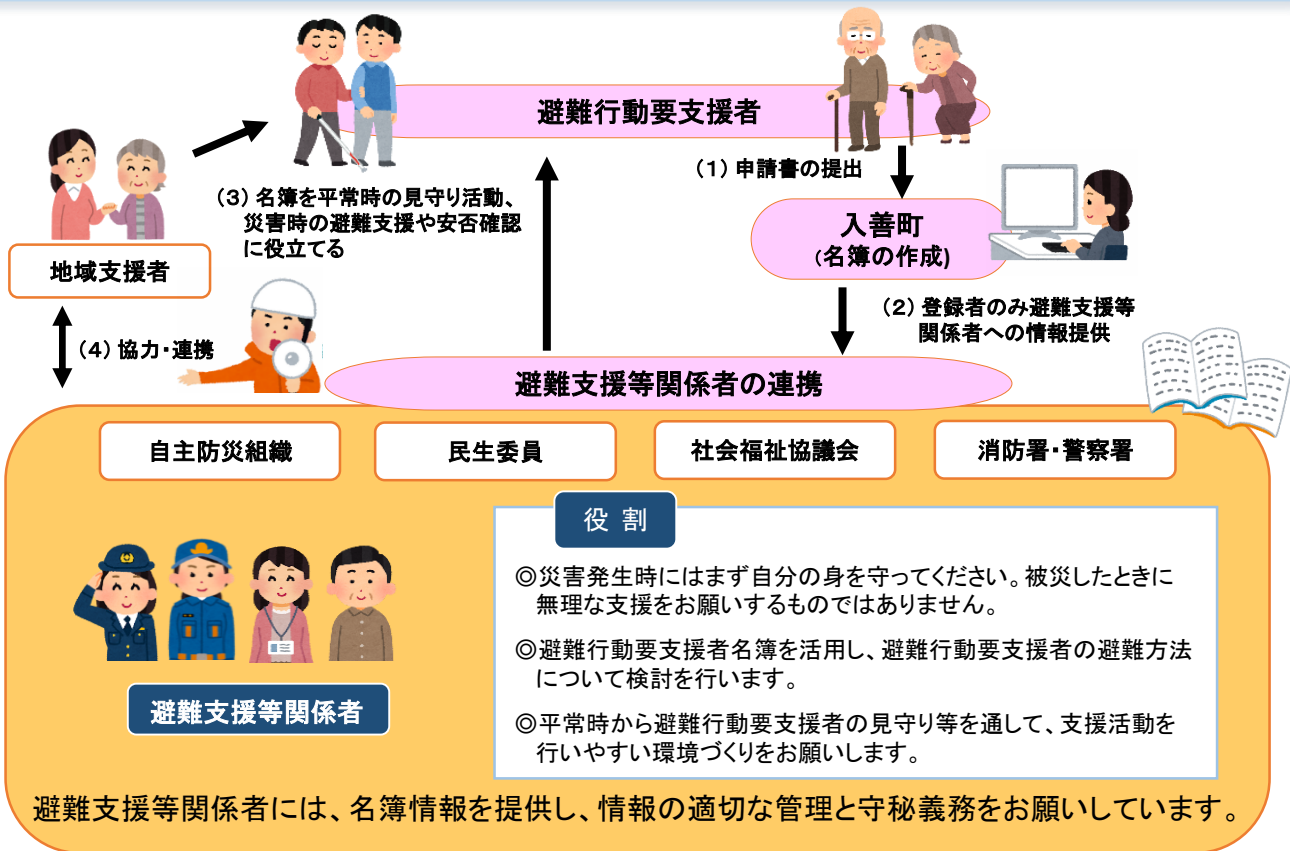 避難行動要支援者
(1) 申請書の提出
入善町
(名簿の作成)
(2) 登録者のみ避難支援等
関係者への情報提供
(3) 名簿を平常時の見守り活動、
災害時の避難支援や安否確認
に役立てる
地域支援者
(4) 協力・連携
避難支援等関係者の連携
自主防災組織
民生委員
社会福祉協議会
消防署・警察署
避難支援等関係者
役割
◎災害発生時にはまず自分の身を守ってください。被災したときに
無理な支援をお願いするものではありません。
◎避難行動要支援者名簿を活用し、避難行動要支援者の避難方法
について検討を行います。
◎平常時から避難行動要支援者の見守り等を通して、支援活動を
行いやすい環境づくりをお願いします。
避難支援等関係者には、名簿情報を提供し、情報の適切な管理と守秘義務をお願いしています。